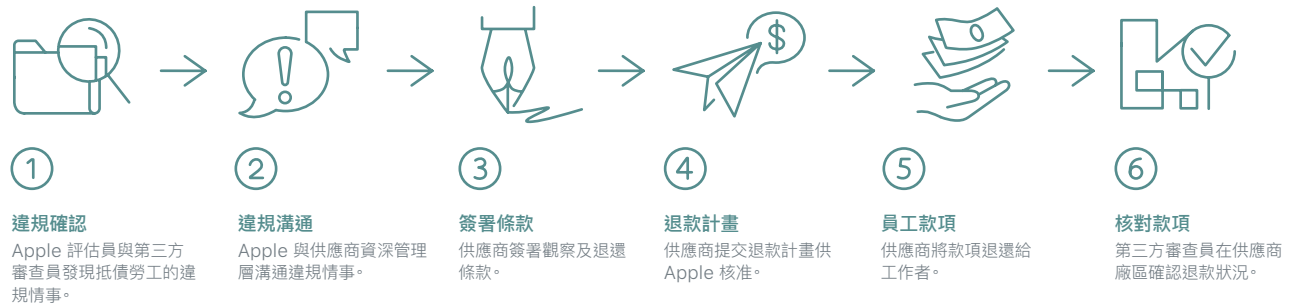 1
違規確認
Apple 評估員與第三方
審查員發現抵債勞工的違
規情事。
2
違規溝通
Apple 與供應商資深管理
層溝通違規情事。
3
簽署條款
供應商簽署觀察及退還
條款。
4
退款計畫
供應商提交退款計畫供
Apple 核准。
5
員工款項
供應商將款項退還給
工作者。
6
核對款項
第三方審查員在供應商
廠區確認退款狀況。